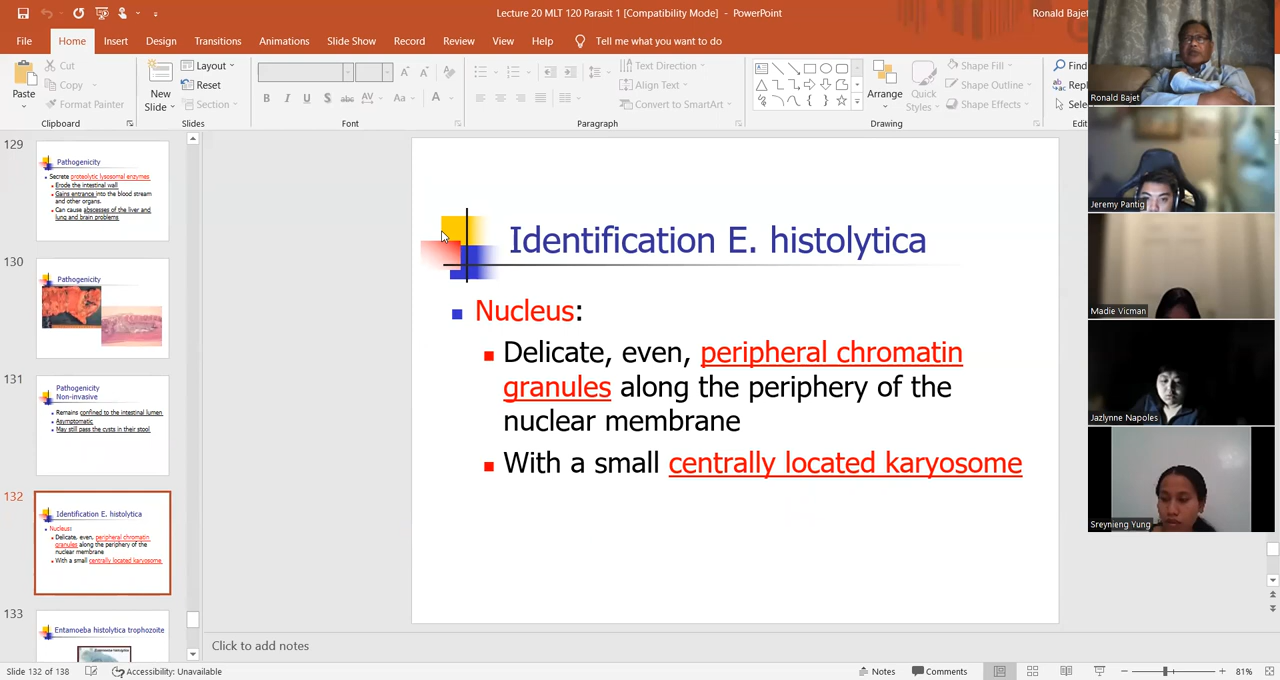 Lecture 20 MLT 120 Parasit 1 [Compatibility Mode] - PowerPoint
Ronald Bajet
File Home Insert Design Transitions Animations Slide Show Record Review View Help Tell me what you want to do
Paste
Cut
Copy
Format Painter
Clipboard
New
Slide
Layout
Reset
Section
Slides
B I U S abc AV Aa A
Font
Text Direction
Align Text
Convert to SmartArt
Paragraph
Arrange
Quick
Styles
Shape Fill
Shape Outline
Shape Effects
Drawing
Find
129
Pathogenicity
Secrete proteolytic lysosomal enzymes
Erode the intestinal wall
Gains entrance into the blood stream
and other organs.
Can cause abscesses of the liver and
lung and brain problems
130
Pathogenicity
131
Pathogenicity
Non-invasive
Remains confined to the intestinal lumen
Asymptomatic
May still pass the cysts in their stool
132
Identification E. histolytica
Nucleus:
Delicate, even, peripheral chromatin
granules along the periphery of the
nuclear membrane
With a small centrally located karyosome
133
Entamoeba histolytica trophozoite
Identification E. histolytica
Nucleus:
Delicate, even, peripheral chromatin
granules along the periphery of the
nuclear membrane
With a small centrally located karyosome
Click to add notes
Ronald Bajet
Jeremy Pantig
Madie Vicman
Jazlynne Napoles
Sreynieng Yung
Slide 132 of 138 Accessibility: Unavailable Notes Comments 81%